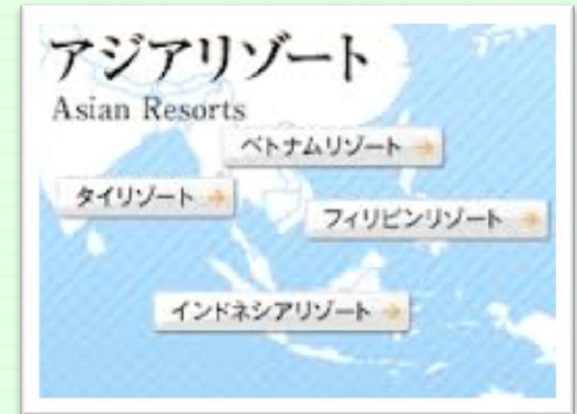 アジアリゾート
Asian Resorts
ベトナムリゾート
タイリゾート
フィリピンリゾート
インドネシアリゾート